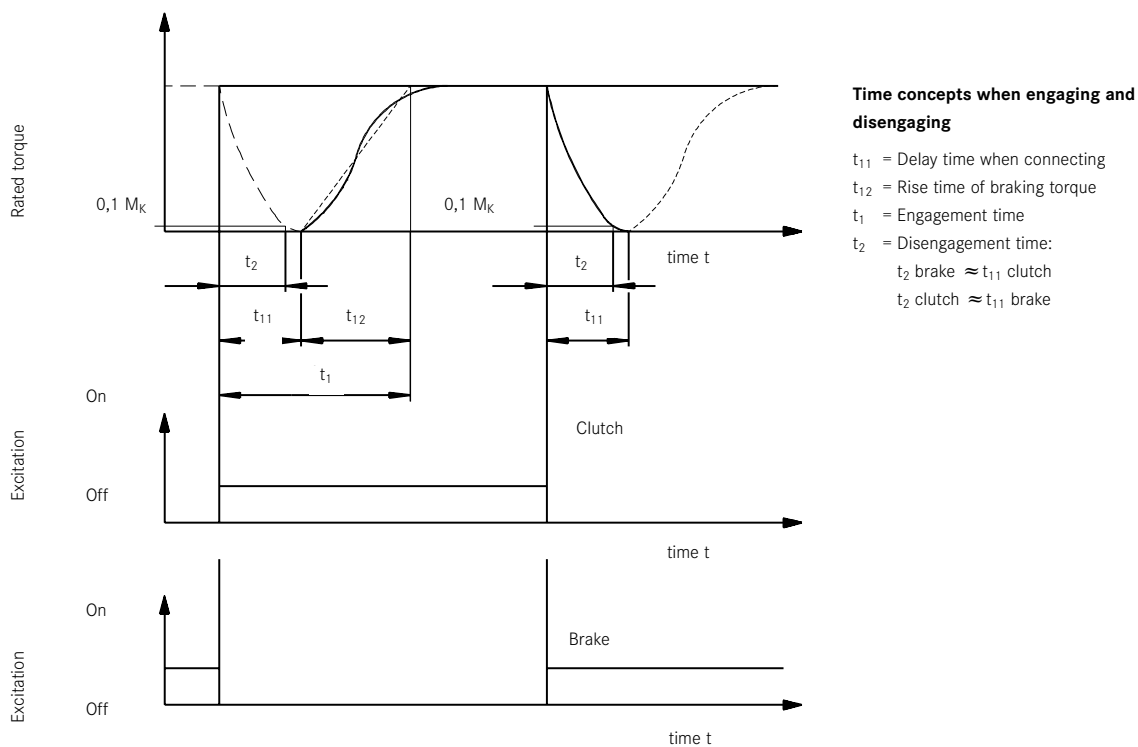 Rated torque
0,1 MK
0,1 MK
time t
t2
t2
t11
t12
t11
t1
Time concepts when engaging and
disengaging
t11 = Delay time when connecting
t12 = Rise time of braking torque
t1 = Engagement time
t2 = Disengagement time:
t2 brake ≈ t11 clutch
t2 clutch ≈ t11 brake
Excitation
On
Off
Clutch
time t
Excitation
On
Off
Brake
time t